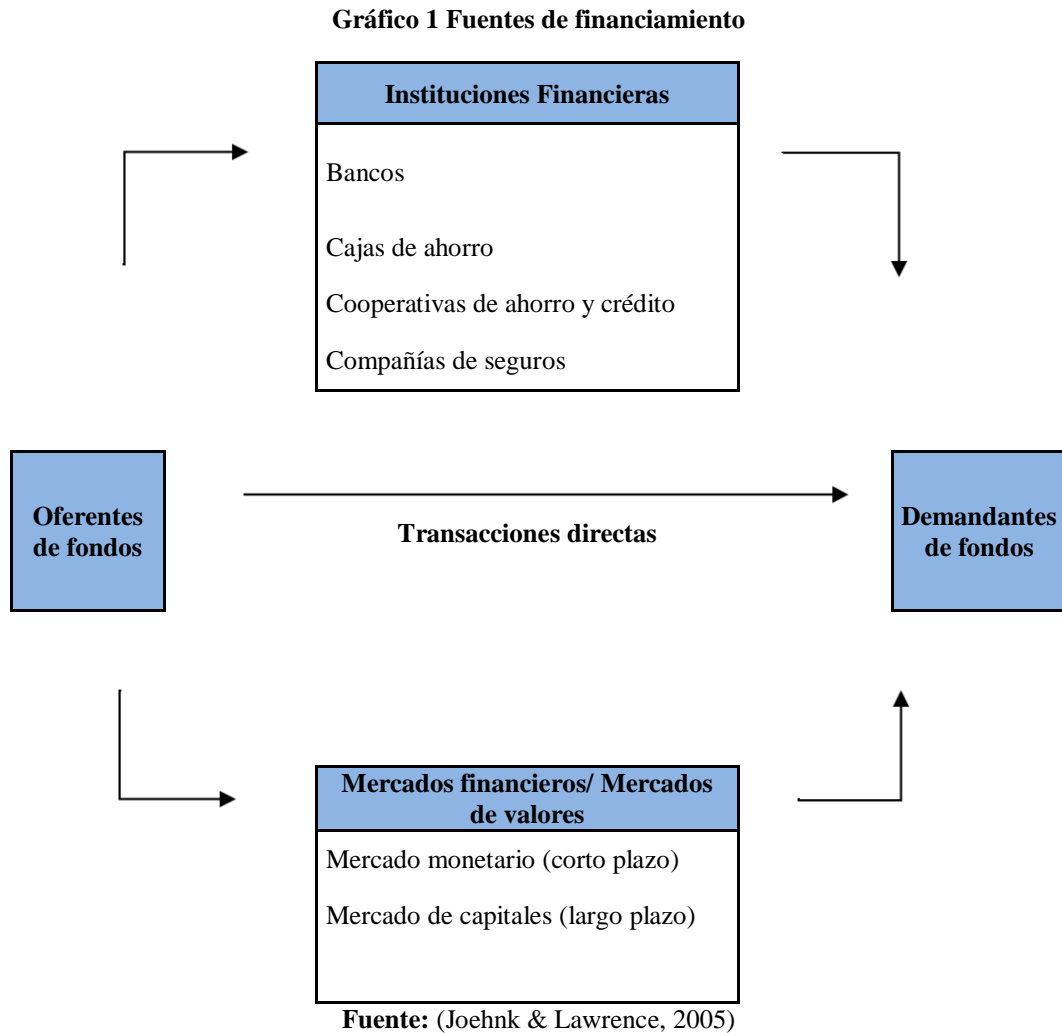 Gráfico 1 Fuentes de financiamiento
Instituciones Financieras
Bancos
Cajas de ahorro
Cooperativas de ahorro y crédito
Compañías de seguros
Oferentes
de fondos
Transacciones directas
Demandantes
de fondos
Mercados financieros/ Mercados
de valores
Mercado monetario (corto plazo)
Mercado de capitales (largo plazo)
Fuente: (Joehnk & Lawrence, 2005)